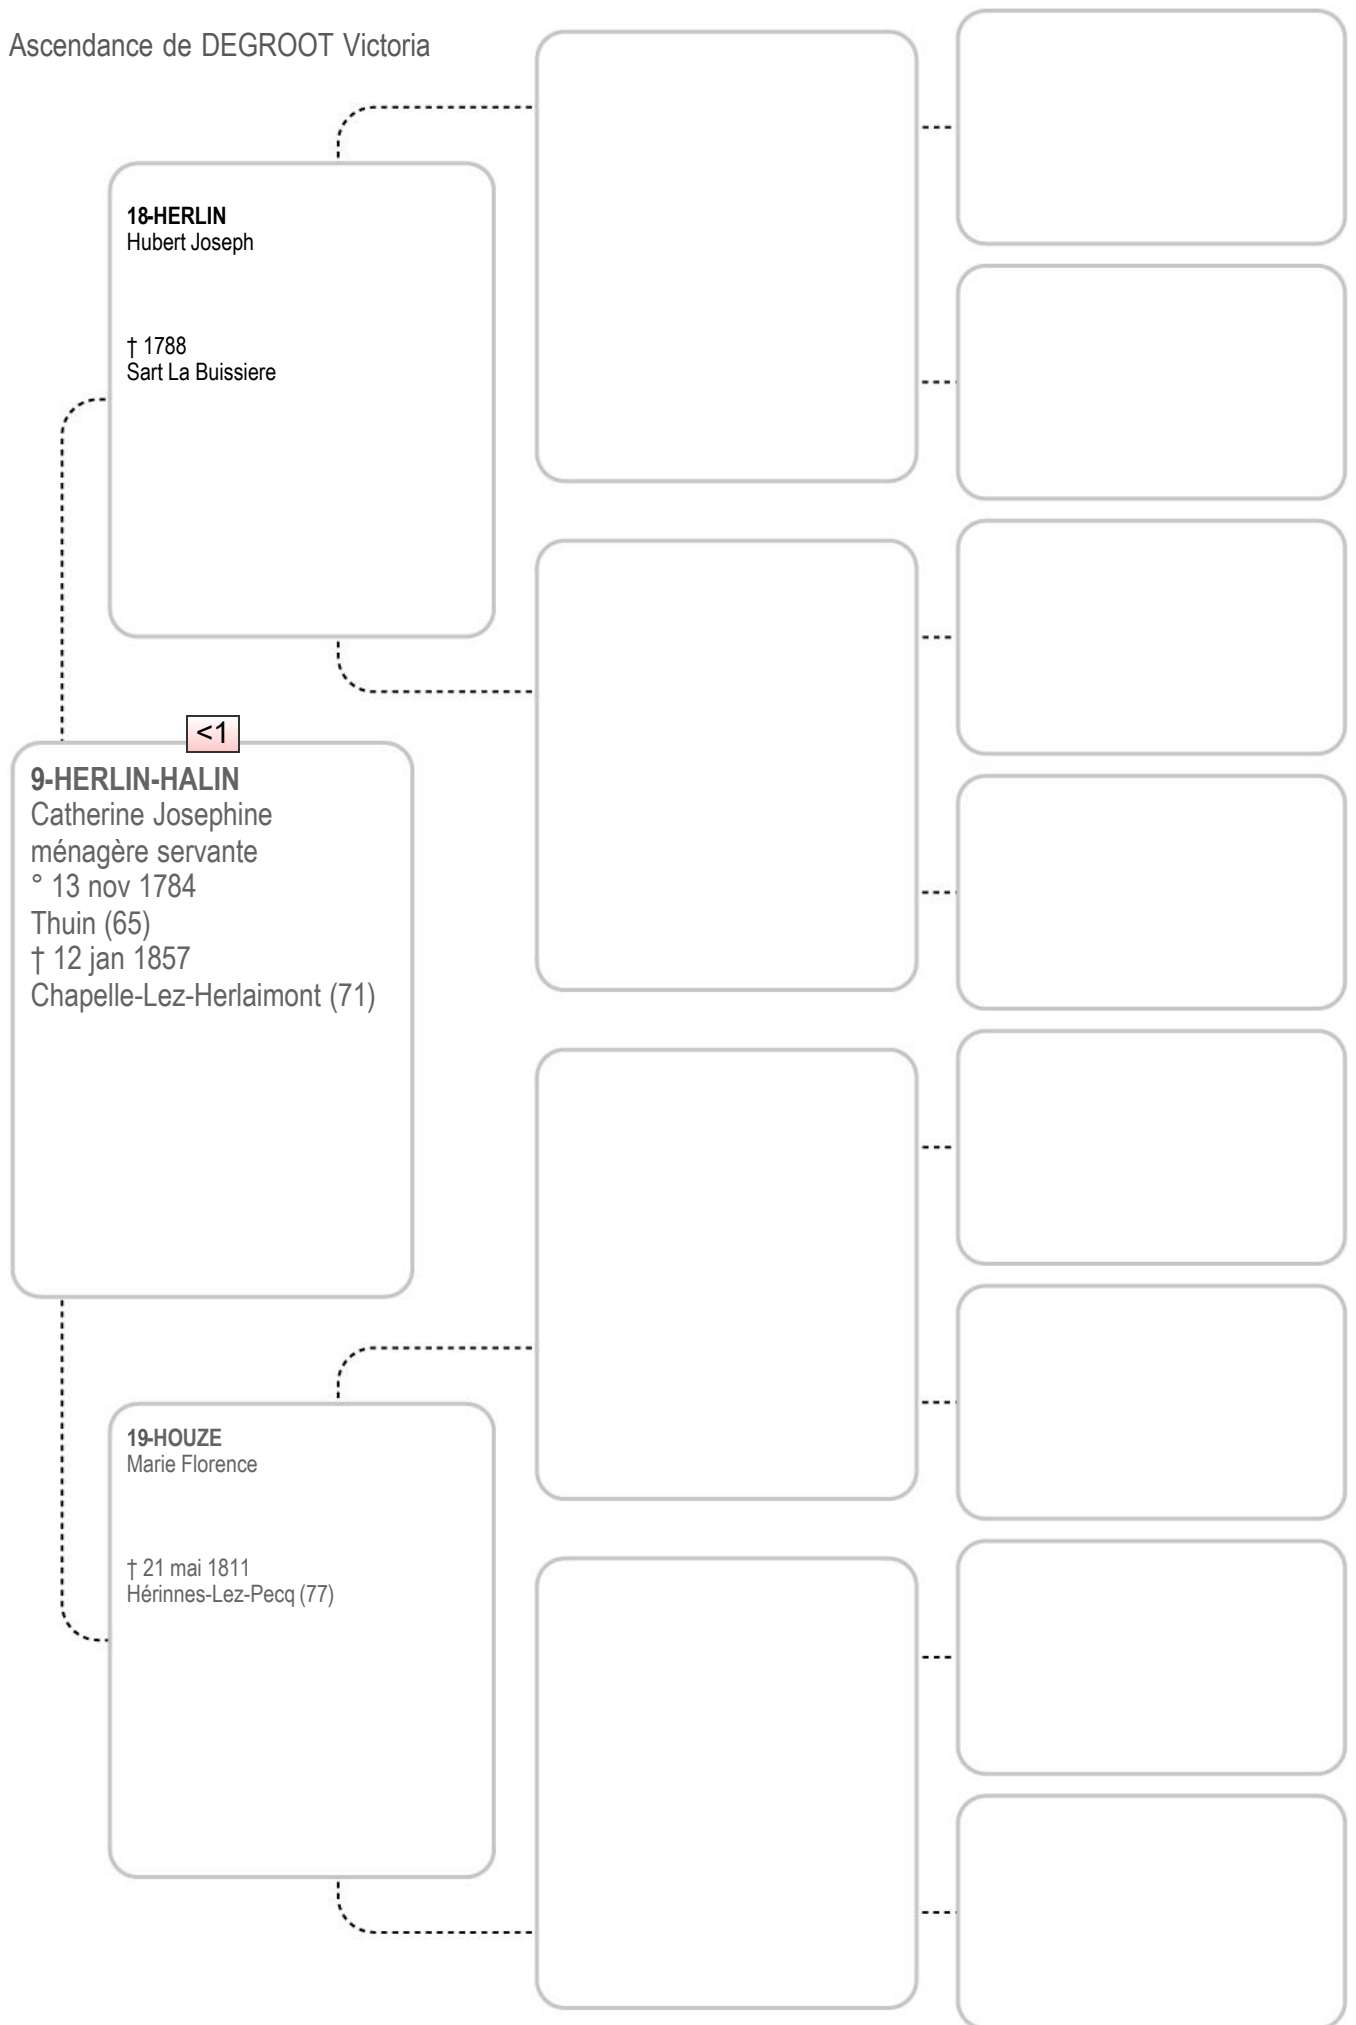 Ascendance de DEGROOT Victoria
18-HERLIN
Hubert Joseph
† 1788
Sart La Buissiere
<1
9-HERLIN-HALIN
Catherine Josephine
ménagère servante
° 13 nov 1784
Thuin (65)
† 12 jan 1857
Chapelle-Lez-Herlaimont (71)
19-HOUZE
Marie Florence
† 21 mai 1811
Hérinnes-Lez-Pecq (77)